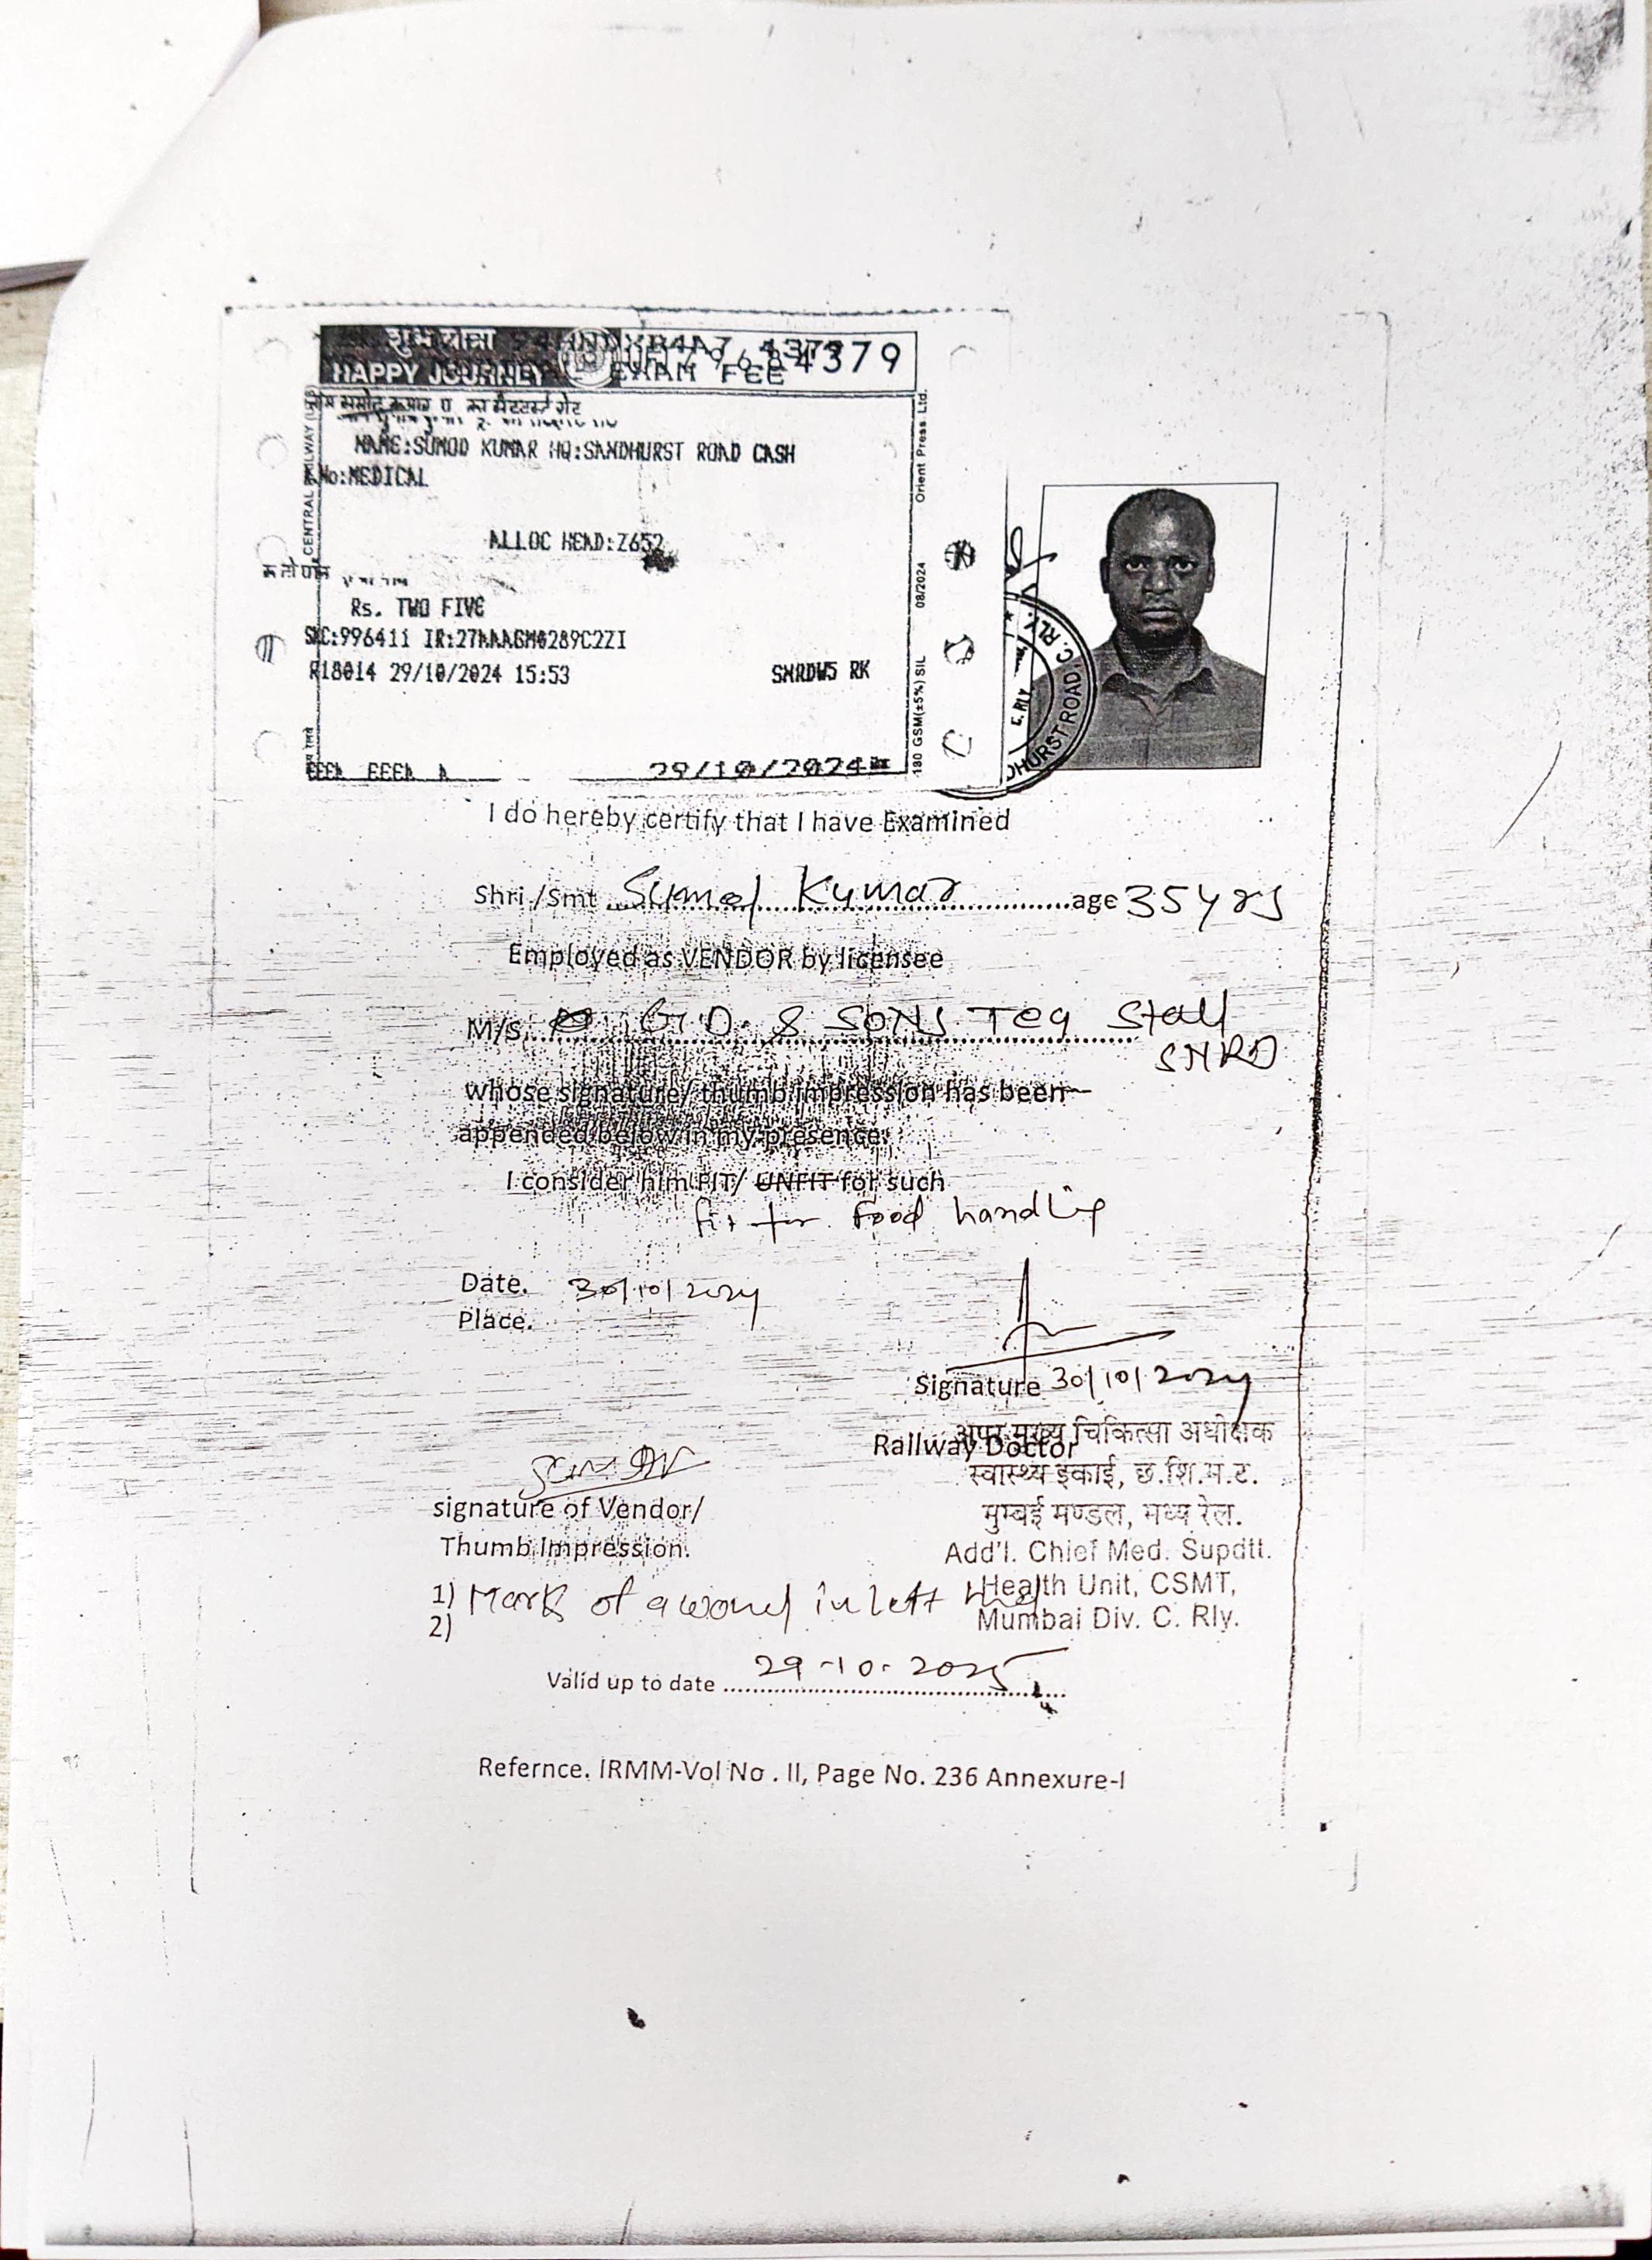 शुभ यात्रा
HAPPY JOURNEY
EXAM FEE
84379
NAME:SUMOD KUMAR HQ:SANDHURST ROAD CASH
No:MEDICAL
ALLOC HEAD:Z652
Rs. TWO FIVE
SAC:996411 IR:27AAAGM0289C2ZI
R18014 29/10/2024 15:53
SNRDW5 RK
29/10/2024
CENTRAL RAILWAY
Orient Press Ltd.
08/2024
180 GSM(±5%) SIL
C. RLY.
DHURST ROAD, C. RLY.
I do hereby certify that I have Examined
Shri./Smt Sumod Kumar age 35 yrs
Employed as VENDOR by licensee
M/s. G.D. & SONS Tea Stall
SNRD
whose signature/ thumb impression has been
appended below in my presence.
I consider him FIT/ UNFIT for such
fit for food handling
Date. 30/10/2024
Place.
Signature 30/10/2024
Railway Doctor
अपर मुख्य चिकित्सा अधीक्षक
स्वास्थ्य इकाई, छ.शि.म.ट.
मुम्बई मण्डल, मध्य रेल.
Add'l. Chief Med. Supdtt.
Health Unit, CSMT,
Mumbai Div. C. Rly.
signature of Vendor/
Thumb Impression.
1) Mark of a wound in left
2)
Valid up to date 29-10-2025
Refernce. IRMM-Vol No . II, Page No. 236 Annexure-I